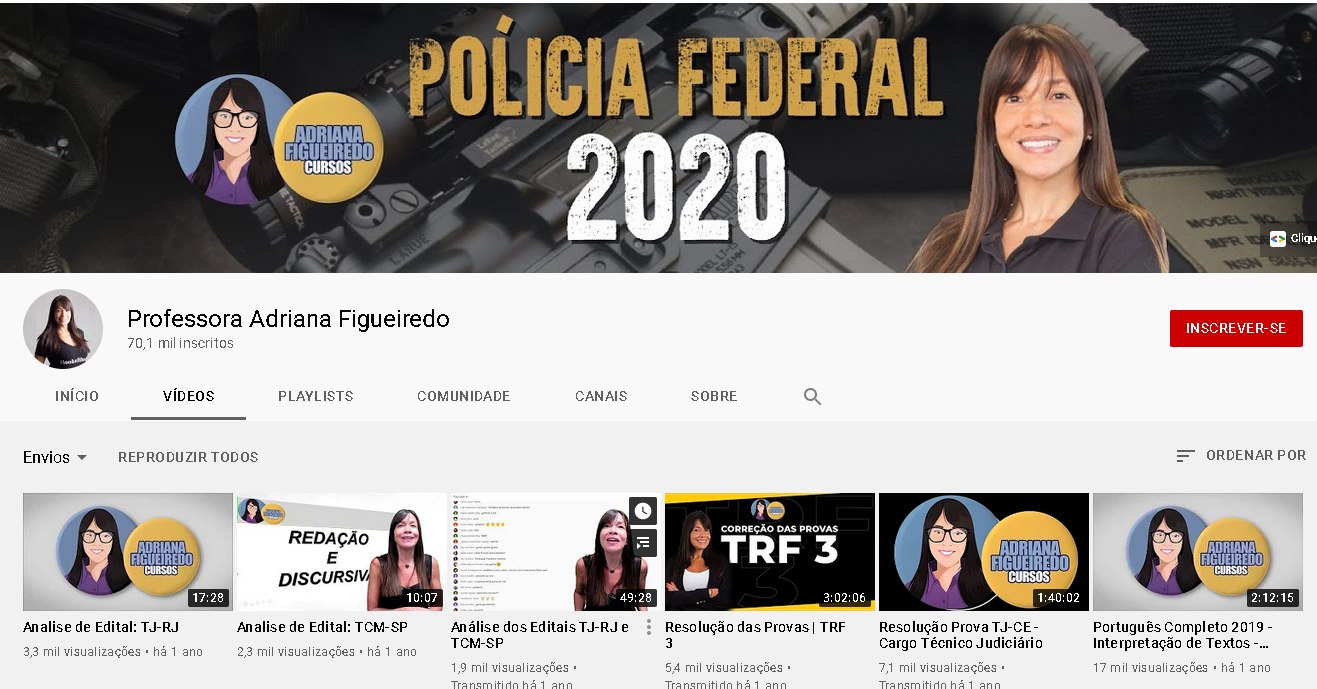 POLÍCIA FEDERAL
2020
ADRIANA
FIGUEIREDO
CURSOS
NIGHT VISION
MODEL NO.
Professora Adriana Figueiredo
70,1 mil inscritos
INSCREVER-SE
INÍCIO VÍDEOS PLAYLISTS COMUNIDADE CANAIS SOBRE
Envios REPRODUZIR TODOS ORDENAR POR
ADRIANA
FIGUEIREDO
CURSOS
17:28
REDAÇÃO
E
DISCURSIVA
10:07
49:28
CORREÇÃO DAS PROVAS
TRF 3
3:02:06
ADRIANA
FIGUEIREDO
CURSOS
1:40:02
ADRIANA
FIGUEIREDO
CURSOS
2:12:15
Analise de Edital: TJ-RJ
3,3 mil visualizações • há 1 ano
Analise de Edital: TCM-SP
2,3 mil visualizações • há 1 ano
Análise dos Editais TJ-RJ e
TCM-SP
1,9 mil visualizações •
Transmitido há 1 ano
Resolução das Provas | TRF
3
5,4 mil visualizações •
Transmitido há 1 ano
Resolução Prova TJ-CE -
Cargo Técnico Judiciário
7,1 mil visualizações •
Transmitido há 1 ano
Português Completo 2019 -
Interpretação de Textos -...
17 mil visualizações • há 1 ano